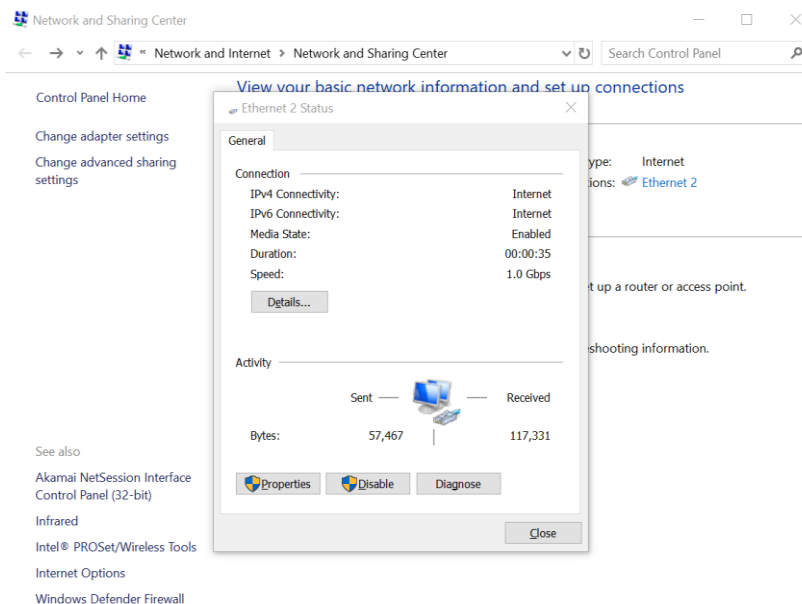 Network and Sharing Center
« Network and Internet > Network and Sharing Center
Search Control Panel
Control Panel Home
Change adapter settings
Change advanced sharing
settings
See also
Akamai NetSession Interface
Control Panel (32-bit)
Infrared
Intel® PROSet/Wireless Tools
Internet Options
Windows Defender Firewall
View your basic network information and set up connections
ype: Internet
ions: Ethernet 2
t up a router or access point.
shooting information.
Ethernet 2 Status
General
Connection
IPv4 Connectivity: Internet
IPv6 Connectivity: Internet
Media State: Enabled
Duration: 00:00:35
Speed: 1.0 Gbps
Details...
Activity
Sent — — Received
Bytes: 57,467 117,331
Properties Disable Diagnose
Close